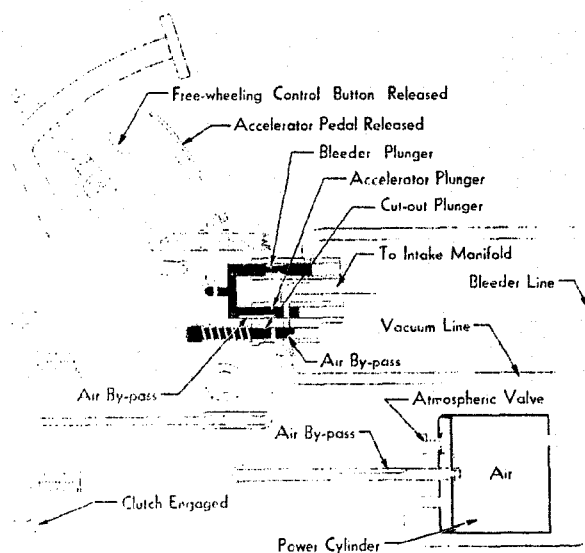 Free-wheeling Control Button Released
Accelerator Pedal Released
Bleeder Plunger
Accelerator Plunger
Cut-out Plunger
To Intake Manifold
Bleeder Line
Vacuum Line
Air By-pass
Air By-pass
Atmospheric Valve
Air By-pass
Air
Clutch Engaged
Power Cylinder